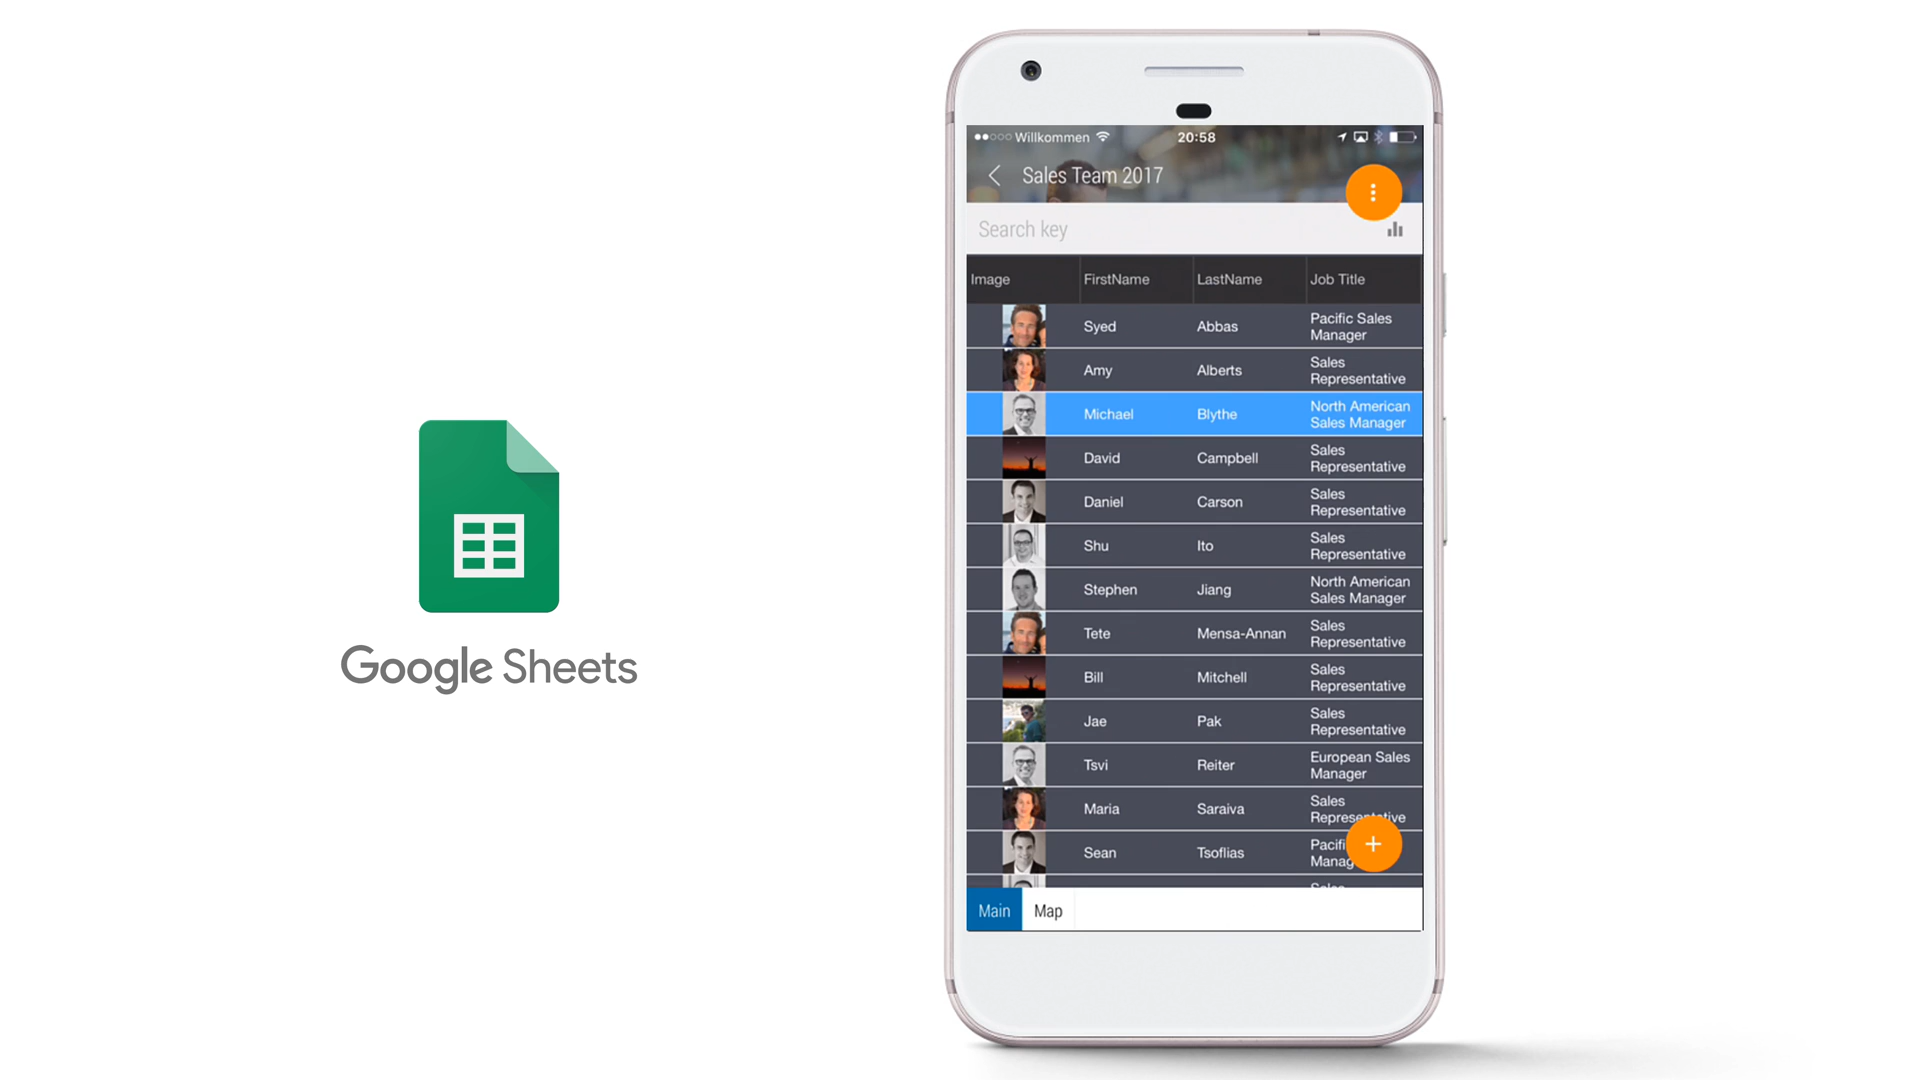 Google Sheets
Willkommen
20:58
Sales Team 2017
Search key
Image FirstName LastName Job Title
Syed Abbas Pacific Sales
Manager
Amy Alberts Sales
Representative
Michael Blythe North American
Sales Manager
David Campbell Sales
Representative
Daniel Carson Sales
Representative
Shu Ito Sales
Representative
Stephen Jiang North American
Sales Manager
Tete Mensa-Annan Sales
Representative
Bill Mitchell Sales
Representative
Jae Pak Sales
Representative
Tsvi Reiter European Sales
Manager
Maria Saraiva Sales
Representative
Sean Tsoflias Pacifi
Manag
Main Map